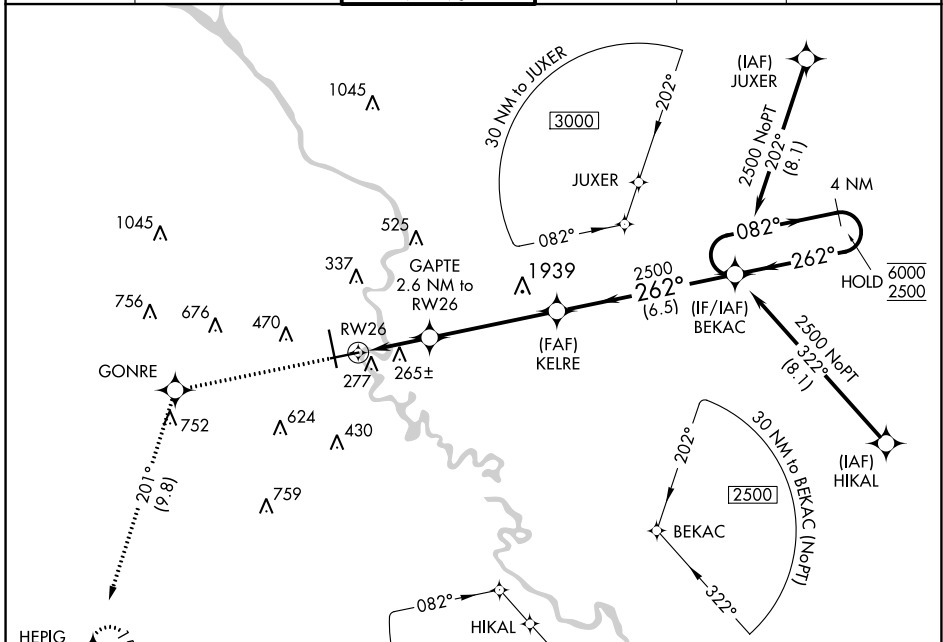 1045
30 NM to JUXER
3000
202°
JUXER
082°
(IAF)
JUXER
2500 NoPT
202°
(8.1)
4 NM
082°
262°
HOLD
6000
2500
1045
525
337
GAPTE
2.6 NM to
RW26
1939
2500
262°
(6.5)
(IF/IAF)
BEKAC
756
676
470
RW26
277
265±
(FAF)
KELRE
2500 NoPT
322°
(8.1)
GONRE
752
624
430
759
201°
(9.8)
(IAF)
HIKAL
202°
30 NM to BEKAC (NoPT)
2500
BEKAC
322°
082°
HIKAL
HEPIG